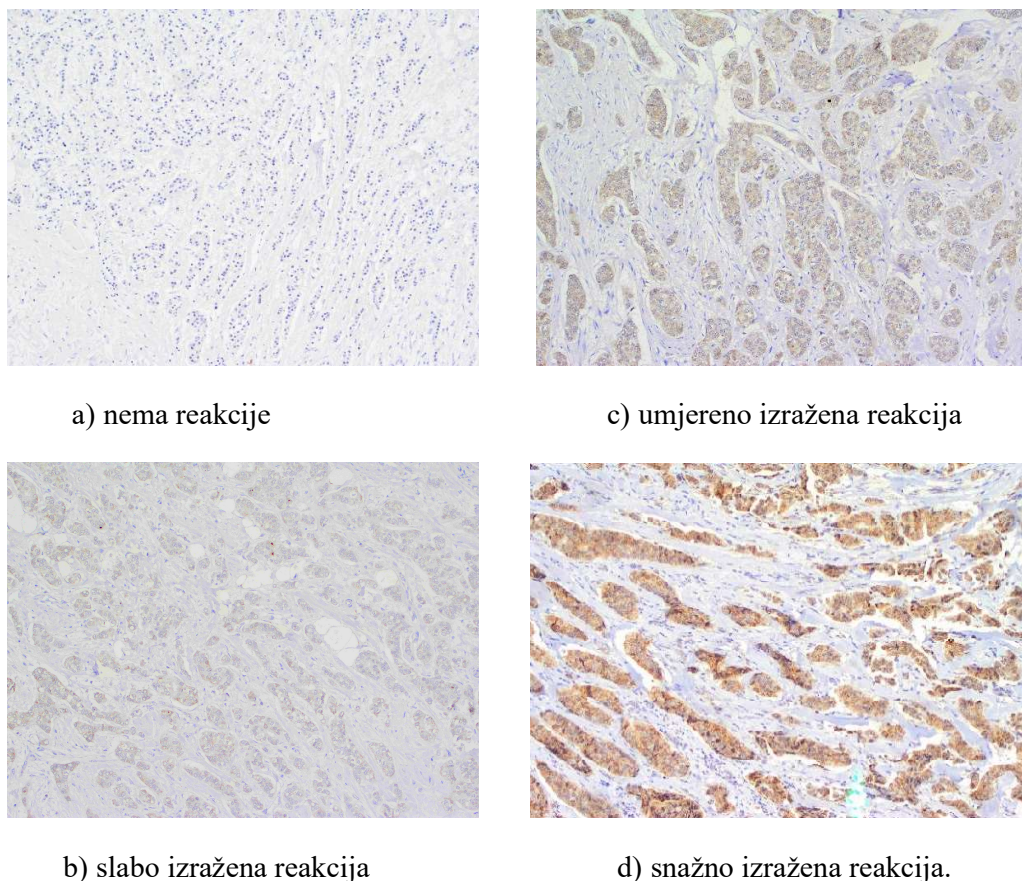 a) nema reakcije
c) umjereno izražena reakcija
b) slabo izražena reakcija
d) snažno izražena reakcija.